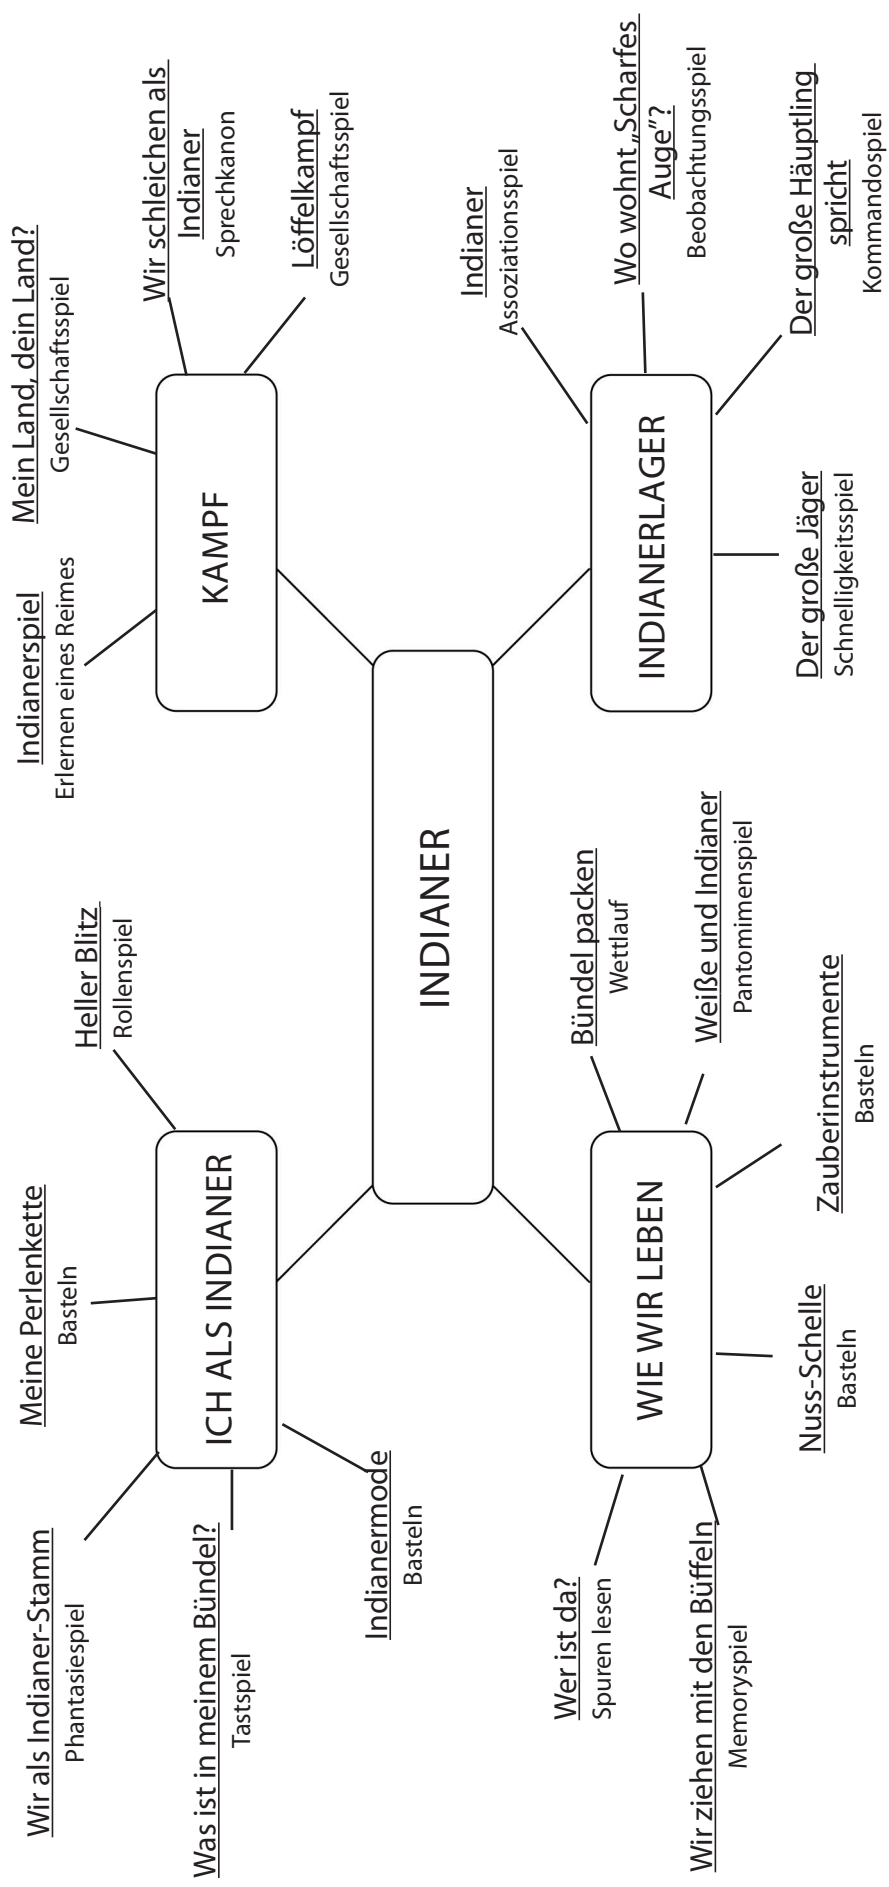 Wir als Indianer-Stamm
Phantasiespiel
Meine Perlenkette
Basteln
Heller Blitz
Rollenspiel
Was ist in meinem Bündel?
Tastspiel
ICH ALS INDIANER
Indianermode
Basteln
Indianerspiel
Erlernen eines Reimes
Mein Land, dein Land?
Gesellschaftsspiel
Wir schleichen als
Indianer
Sprechkanon
KAMPF
Löffelkampf
Gesellschaftsspiel
INDIANER
Wer ist da?
Spuren lesen
WIE WIR LEBEN
Bündel packen
Wettlauf
Weiße und Indianer
Pantomimenspiel
Wir ziehen mit den Büffeln
Memoryspiel
Nuss-Schelle
Basteln
Zauberinstrumente
Basteln
Indianer
Assoziationsspiel
INDIANERLAGER
Wo wohnt „Scharfes
Auge“?
Beobachtungsspiel
Der große Jäger
Schnelligkeitsspiel
Der große Häuptling
spricht
Kommandospiel